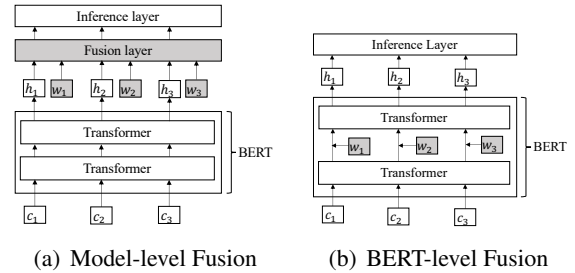 Inference layer
Fusion layer
h₁ w₁ h₂ w₂ h₃ w₃
Transformer
Transformer
BERT
c₁ c₂ c₃
(a) Model-level Fusion
Inference Layer
h₁ h₂ h₃
Transformer
w₁ w₂ w₃
Transformer
BERT
c₁ c₂ c₃
(b) BERT-level Fusion